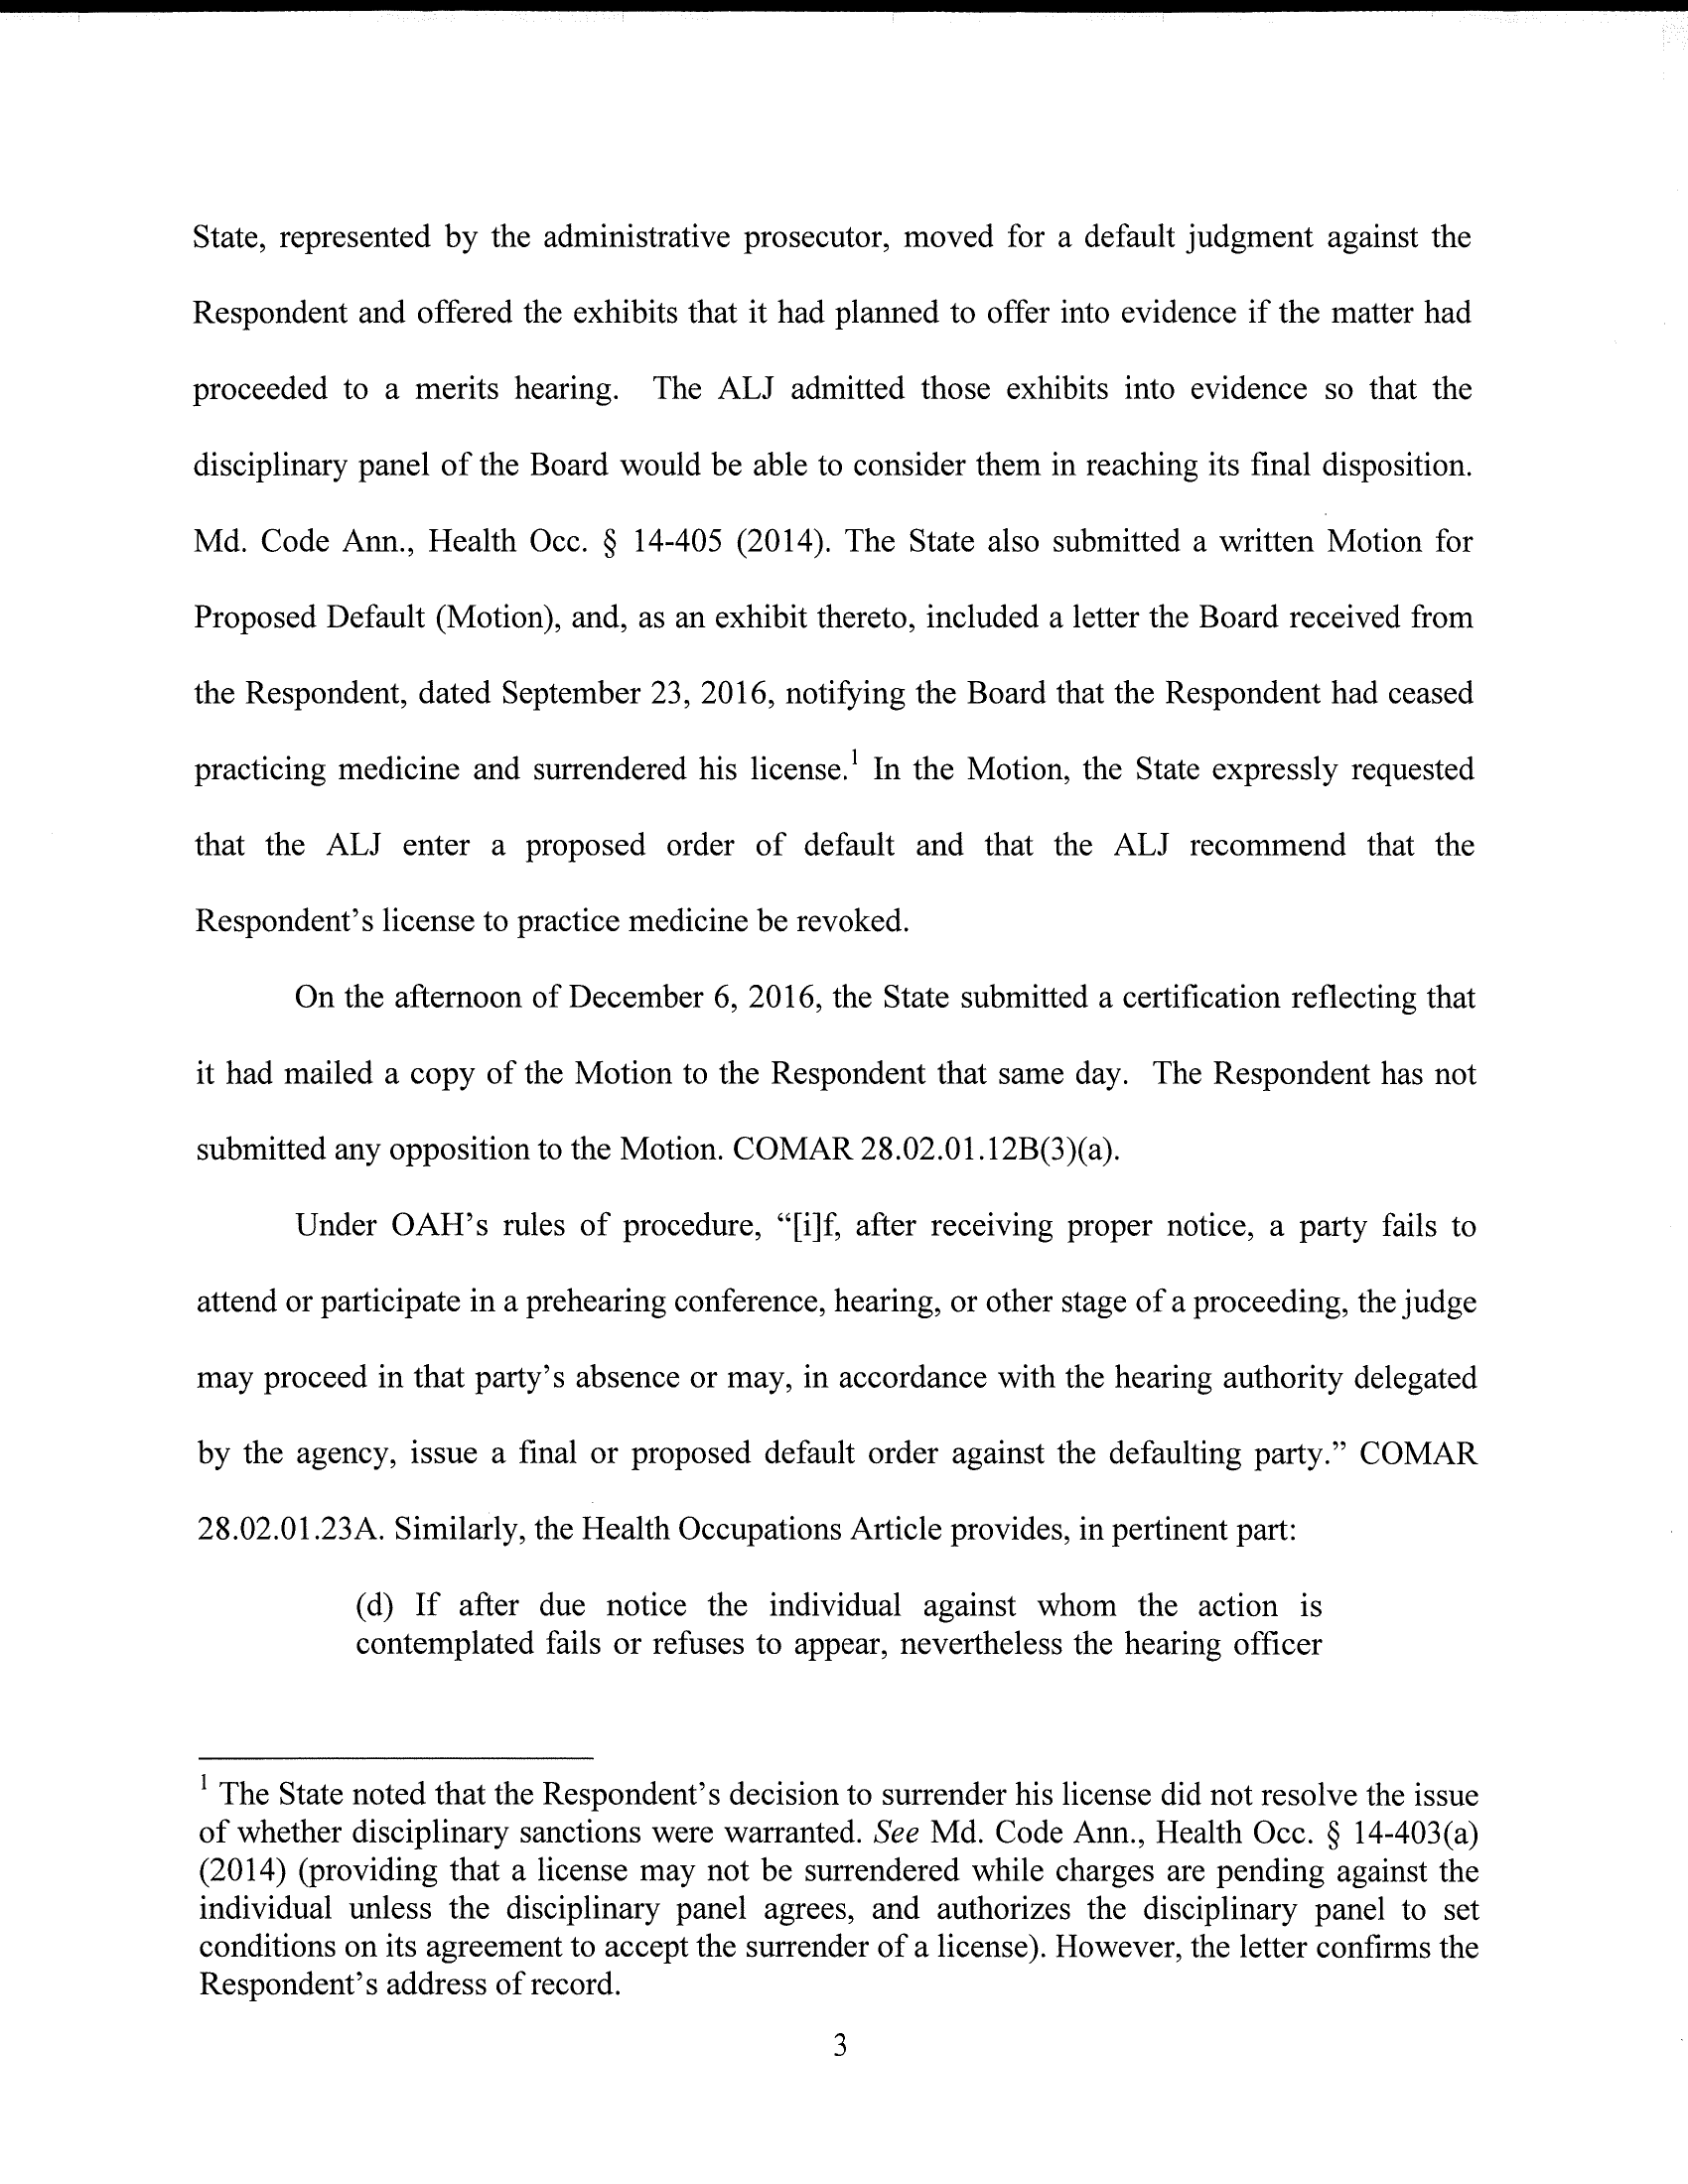 State, represented by the administrative prosecutor, moved for a default judgment against the
Respondent and offered the exhibits that it had planned to offer into evidence if the matter had
proceeded to a merits hearing. The ALJ admitted those exhibits into evidence so that the
disciplinary panel of the Board would be able to consider them in reaching its final disposition.
Md. Code Ann., Health Occ. § 14-405 (2014). The State also submitted a written Motion for
Proposed Default (Motion), and, as an exhibit thereto, included a letter the Board received from
the Respondent, dated September 23, 2016, notifying the Board that the Respondent had ceased
practicing medicine and surrendered his license.1 In the Motion, the State expressly requested
that the ALJ enter a proposed order of default and that the ALJ recommend that the
Respondent's license to practice medicine be revoked.
On the afternoon of December 6, 2016, the State submitted a certification reflecting that
it had mailed a copy of the Motion to the Respondent that same day. The Respondent has not
submitted any opposition to the Motion. COMAR 28.02.01.12B(3)(a).
Under OAH's rules of procedure, “[i]f, after receiving proper notice, a party fails to
attend or participate in a prehearing conference, hearing, or other stage of a proceeding, the judge
may proceed in that party's absence or may, in accordance with the hearing authority delegated
by the agency, issue a final or proposed default order against the defaulting party.” COMAR
28.02.01.23A. Similarly, the Health Occupations Article provides, in pertinent part:
(d) If after due notice the individual against whom the action is
contemplated fails or refuses to appear, nevertheless the hearing officer
1 The State noted that the Respondent's decision to surrender his license did not resolve the issue
of whether disciplinary sanctions were warranted. See Md. Code Ann., Health Occ. § 14-403(a)
(2014) (providing that a license may not be surrendered while charges are pending against the
individual unless the disciplinary panel agrees, and authorizes the disciplinary panel to set
conditions on its agreement to accept the surrender of a license). However, the letter confirms the
Respondent's address of record.
3